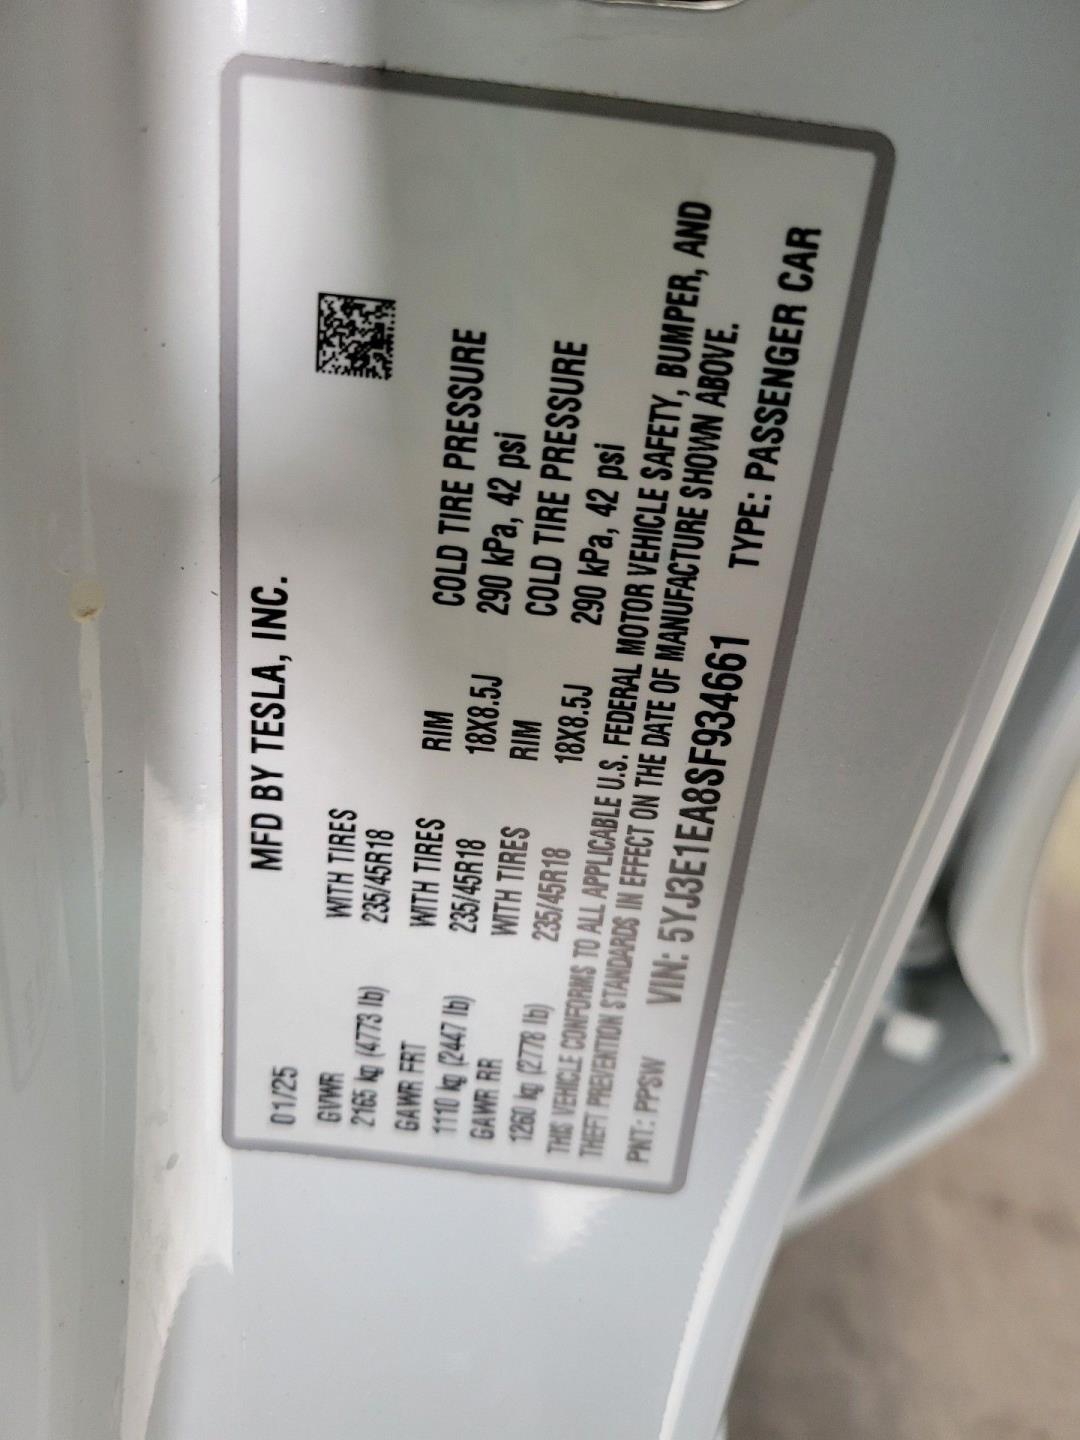 MFD BY TESLA, INC.
01/25
GVWR WITH TIRES
2165 kg (4773 lb) 235/45R18
GAWR FRT WITH TIRES RIM COLD TIRE PRESSURE
1110 kg (2447 lb) 235/45R18 18X8.5J 290 kPa, 42 psi
GAWR RR WITH TIRES RIM COLD TIRE PRESSURE
1260 kg (2778 lb) 235/45R18 18X8.5J 290 kPa, 42 psi
THIS VEHICLE CONFORMS TO ALL APPLICABLE U.S. FEDERAL MOTOR VEHICLE SAFETY, BUMPER, AND
THEFT PREVENTION STANDARDS IN EFFECT ON THE DATE OF MANUFACTURE SHOWN ABOVE.
PNT: PPSW VIN: 5YJ3E1EA8SF934661 TYPE: PASSENGER CAR